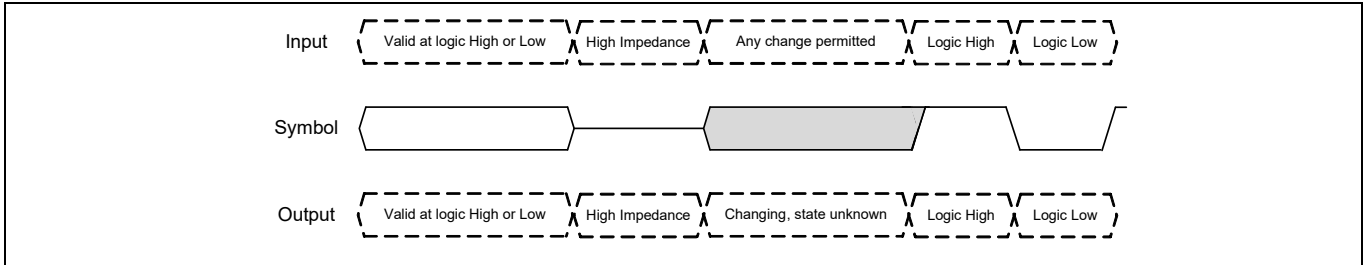 Input Valid at logic High or Low High Impedance Any change permitted Logic High Logic Low
Symbol
Output Valid at logic High or Low High Impedance Changing, state unknown Logic High Logic Low